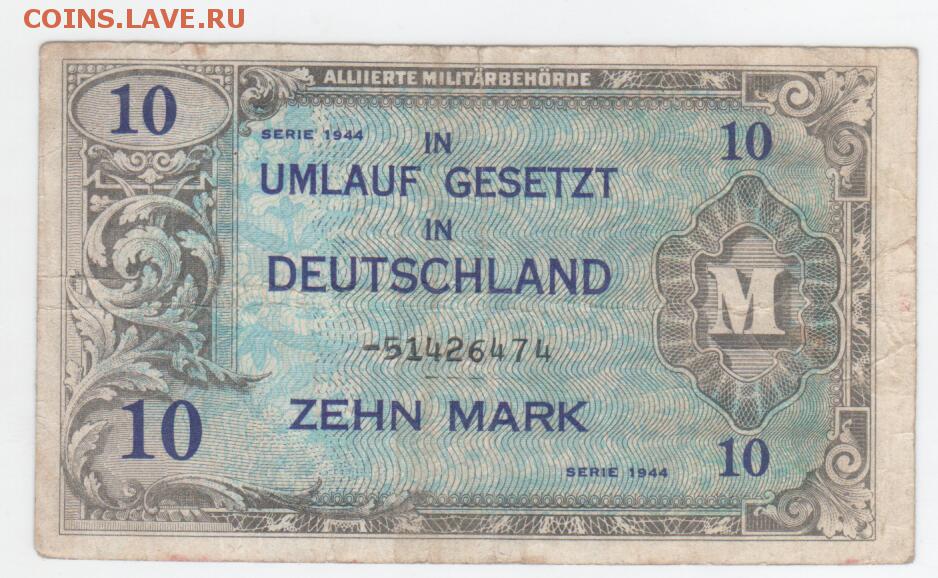 COINS.LAVE.RU
ALLIIERTE MILITÄRBEHÖRDE
10
SERIE 1944
10
IN
UMLAUF GESETZT
IN
DEUTSCHLAND
M
-51426474
10
ZEHN MARK
10
SERIE 1944